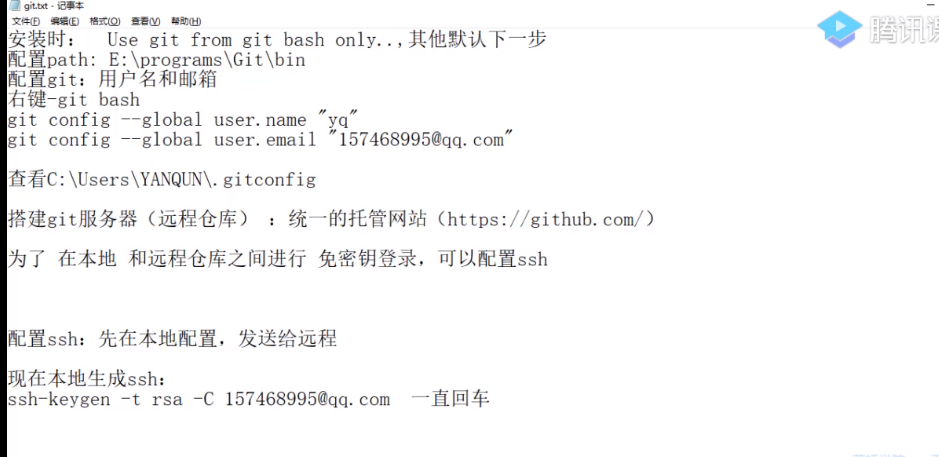 git.txt - 记事本
文件(F) 编辑(E) 格式(O) 查看(V) 帮助(H)
腾讯课
安装时： Use git from git bash only..,其他默认下一步
配置path: E:\programs\Git\bin
配置git：用户名和邮箱
右键-git bash
git config --global user.name "yq"
git config --global user.email "157468995@qq.com"
查看C:\Users\YANQUN\.gitconfig
搭建git服务器（远程仓库）：统一的托管网站（https://github.com/）
为了 在本地 和远程仓库之间进行 免密钥登录，可以配置ssh
配置ssh：先在本地配置，发送给远程
现在本地生成ssh：
ssh-keygen -t rsa -C 157468995@qq.com 一直回车